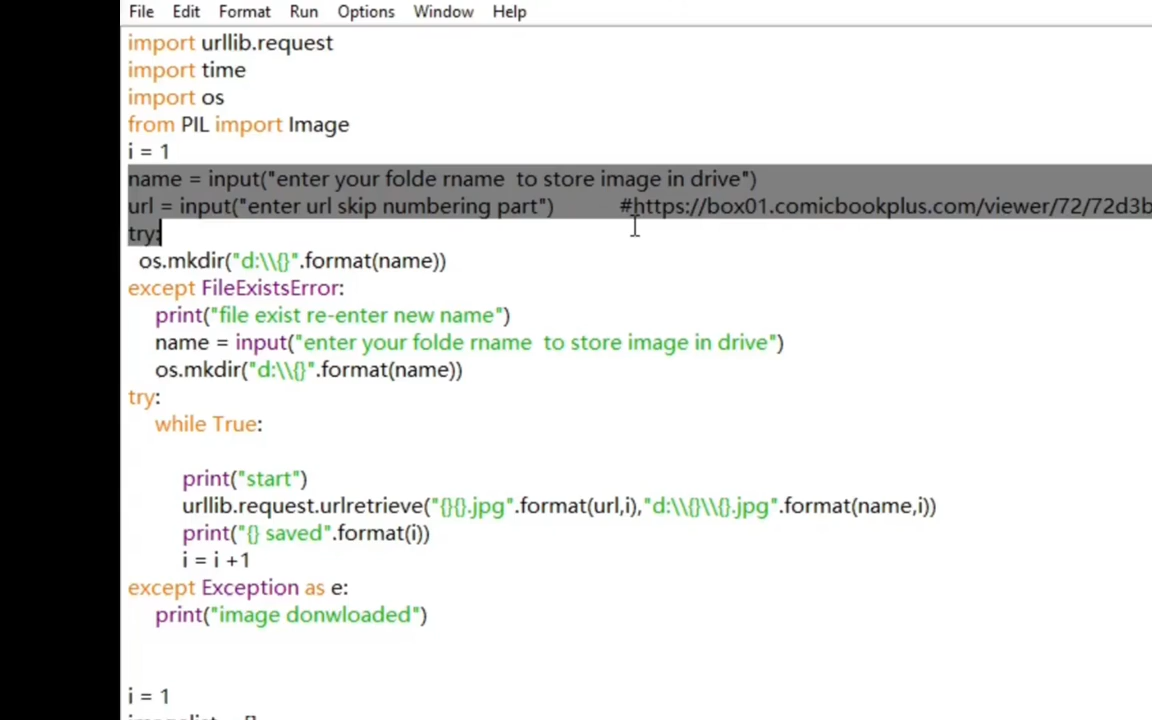 File Edit Format Run Options Window Help
import urllib.request
import time
import os
from PIL import Image
i = 1
name = input("enter your folde rname  to store image in drive")
url = input("enter url skip numbering part")          #https://box01.comicbookplus.com/viewer/72/72d3b
try:
  os.mkdir("d:\\{}".format(name))
except FileExistsError:
    print("file exist re-enter new name")
    name = input("enter your folde rname  to store image in drive")
    os.mkdir("d:\\{}".format(name))
try:
    while True:
        print("start")
        urllib.request.urlretrieve("{}{}.jpg".format(url,i),"d:\\{}\\{}.jpg".format(name,i))
        print("{} saved".format(i))
        i = i +1
except Exception as e:
    print("image donwloaded")
i = 1